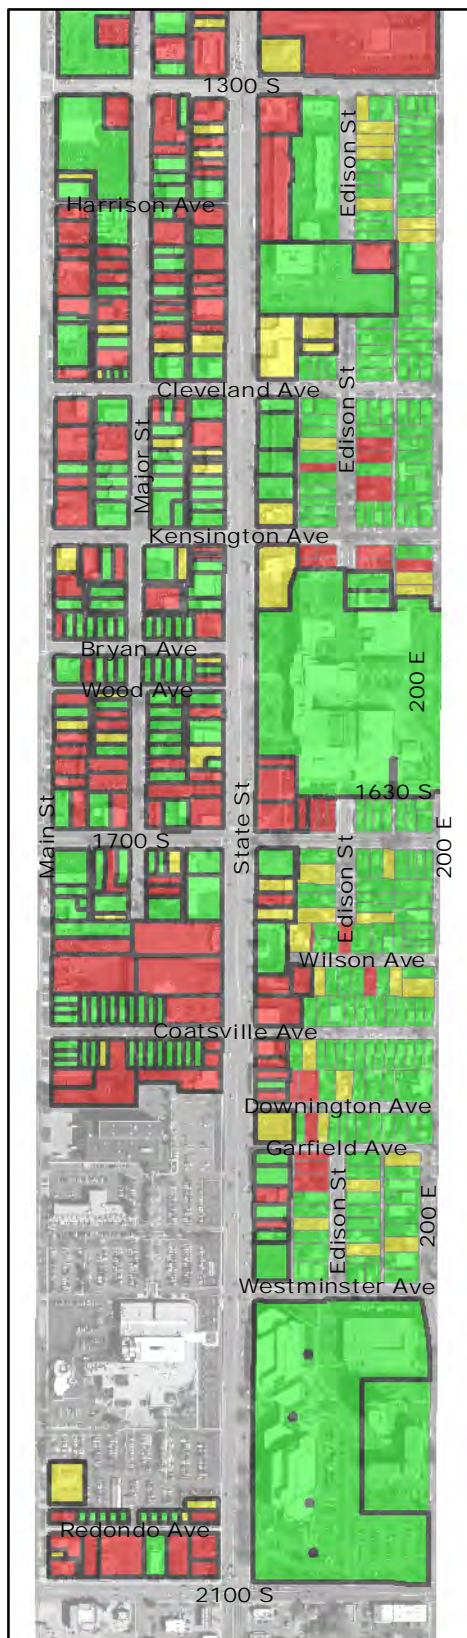 1300 S
Edison St
Harrison Ave
Cleveland Ave
Edison St
Major St
Kensington Ave
Bryan Ave
200 E
Wood Ave
1630 S
Main St
1700 S
State St
200 E
Edison St
Wilson Ave
Coatsville Ave
Downington Ave
Garfield Ave
Edison St
200 E
Westminster Ave
Redondo Ave
2100 S